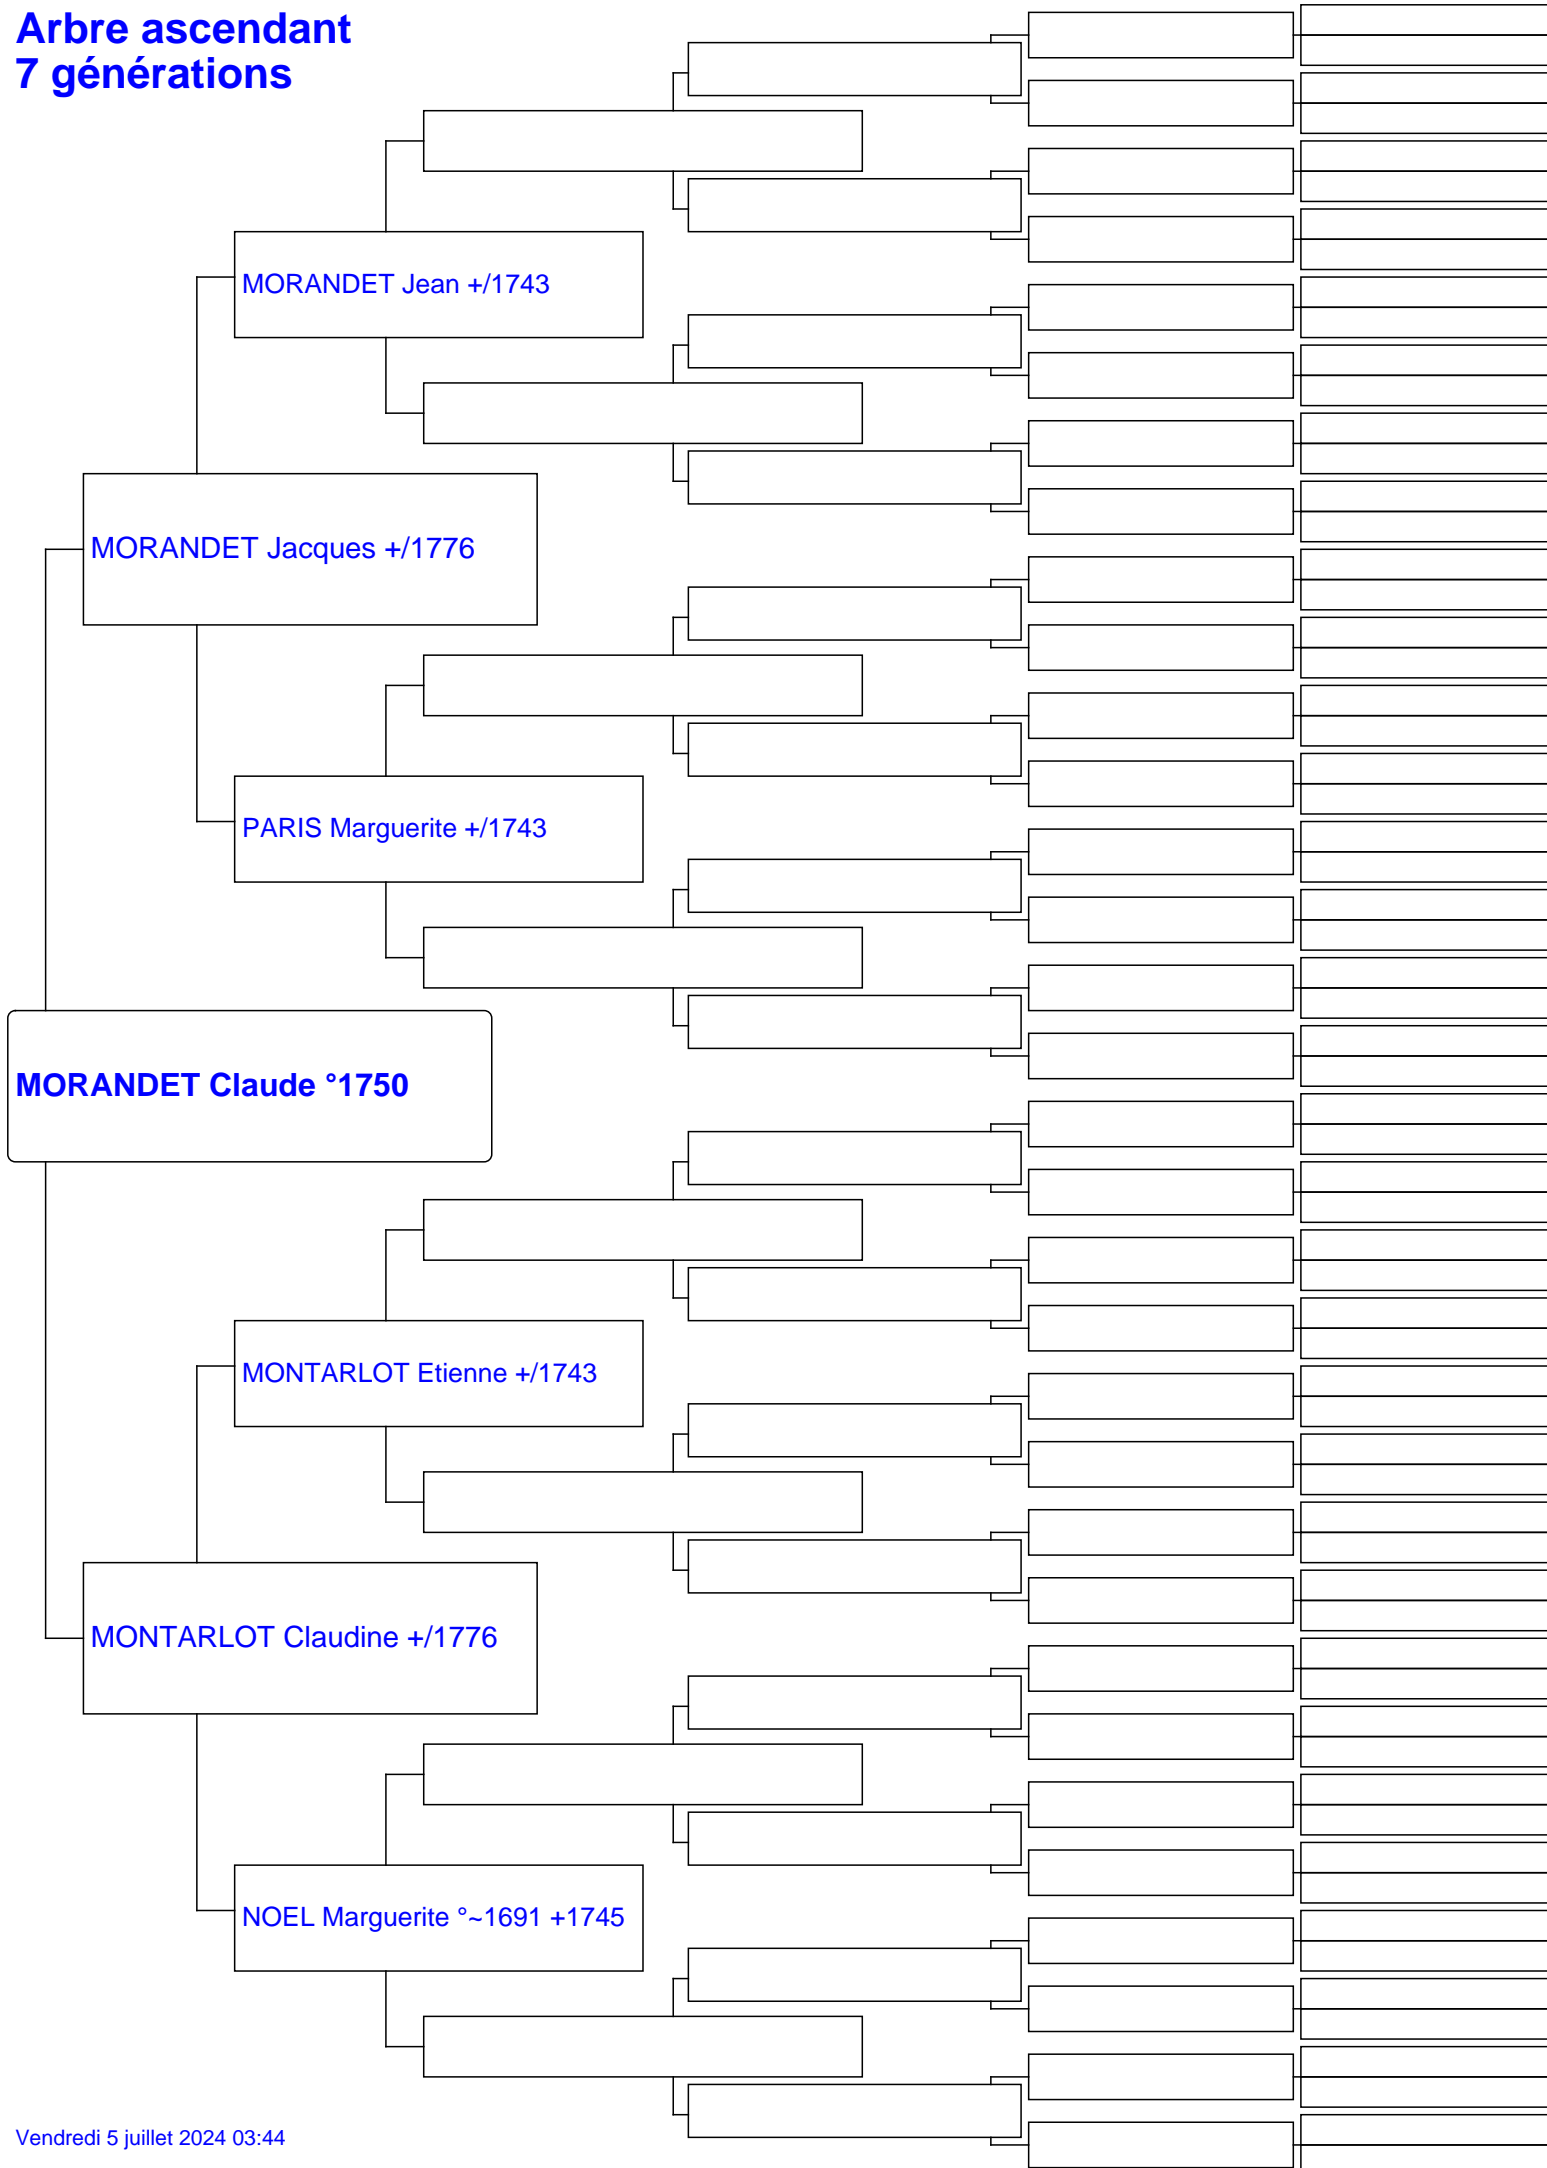 Arbre ascendant
7 générations
MORANDET Jean +/1743
MORANDET Jacques +/1776
PARIS Marguerite +/1743
MORANDET Claude °1750
MONTARLOT Etienne +/1743
MONTARLOT Claudine +/1776
NOEL Marguerite °~1691 +1745
Vendredi 5 juillet 2024 03:44